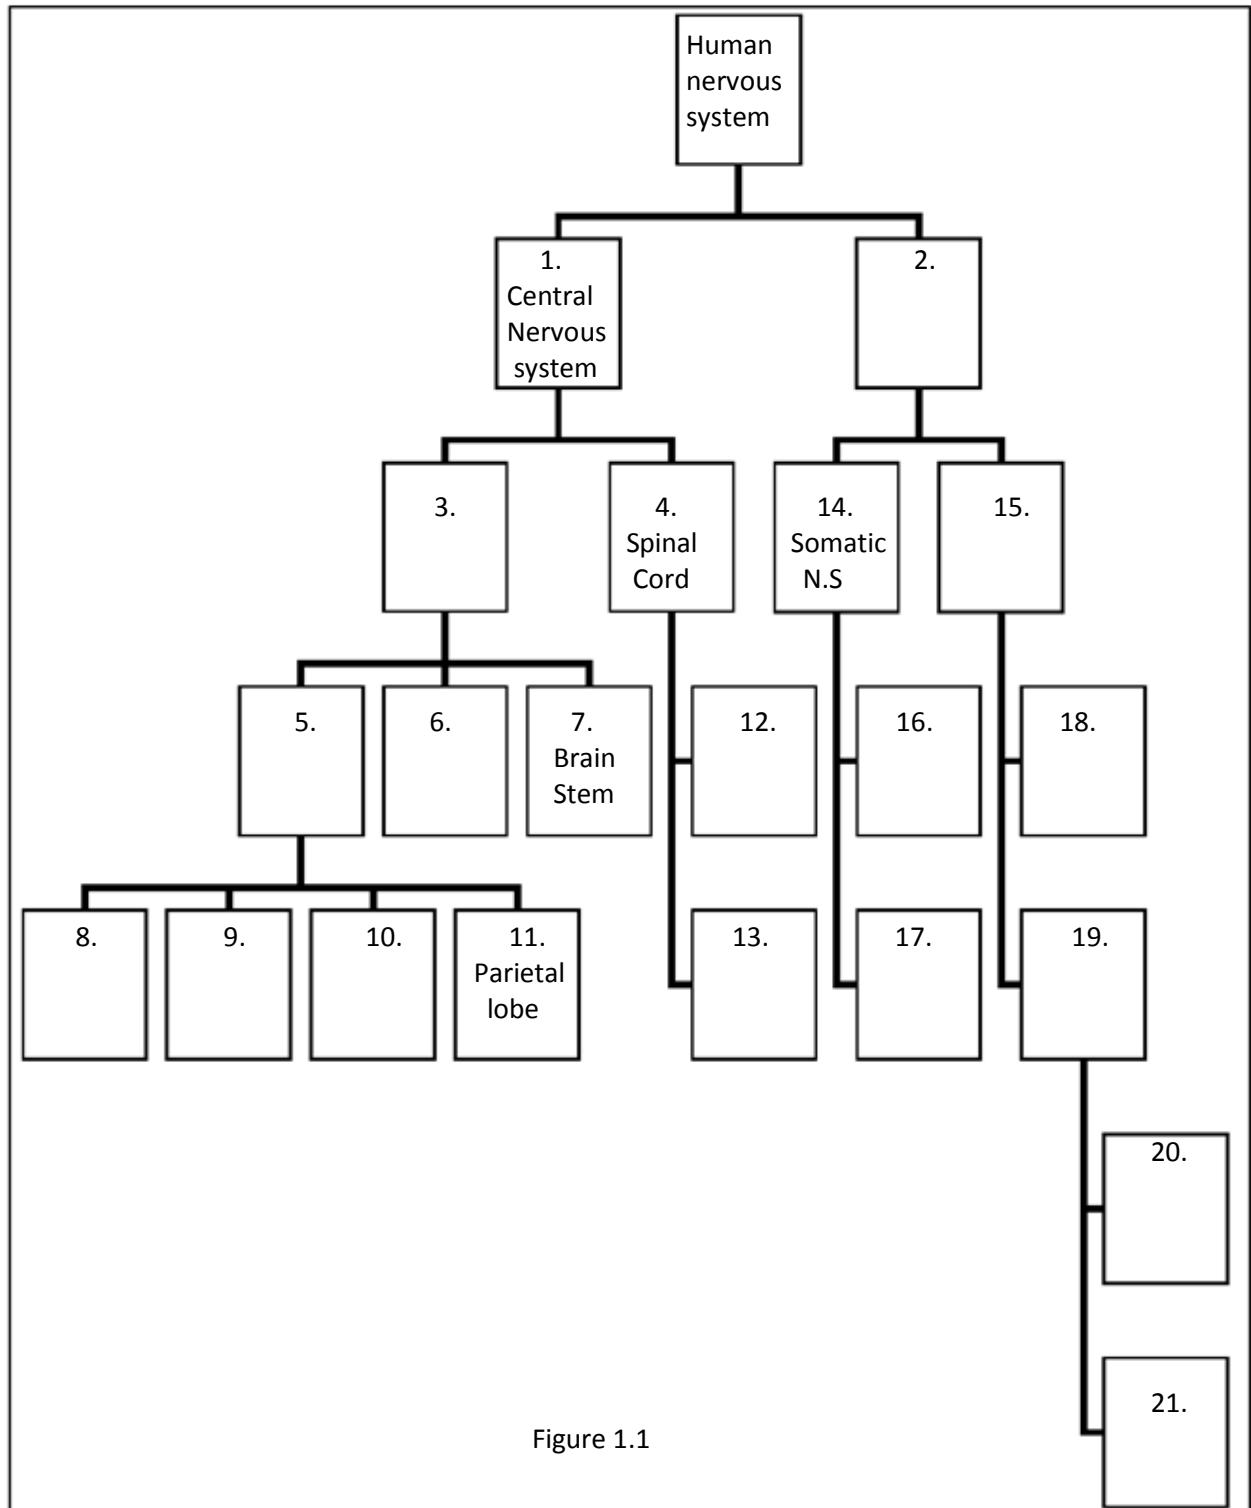 Human
nervous
system
1.
Central
Nervous
system
2.
3.
4.
Spinal
Cord
14.
Somatic
N.S
15.
5.
6.
7.
Brain
Stem
12.
16.
18.
8.
9.
10.
11.
Parietal
lobe
13.
17.
19.
20.
21.
Figure 1.1